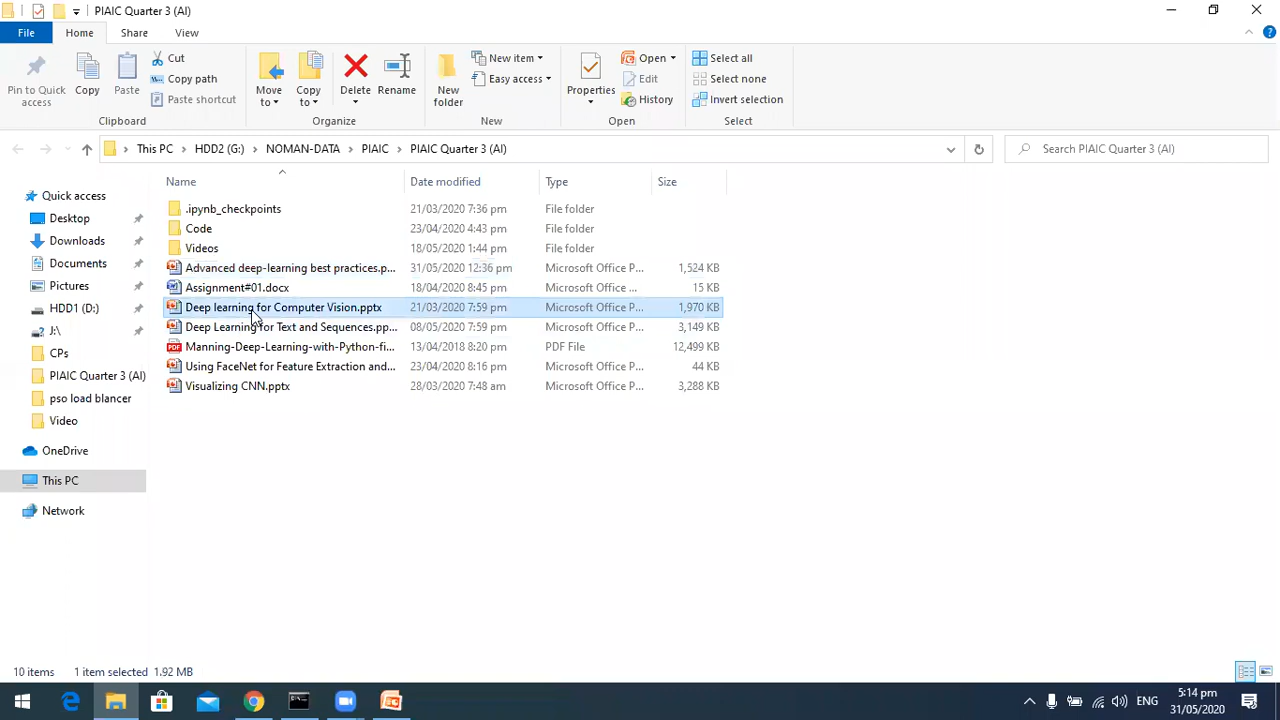 PIAIC Quarter 3 (AI)
File Home Share View
Pin to Quick access
Copy
Paste
Cut
Copy path
Paste shortcut
Clipboard
Move to
Copy to
Delete
Rename
Organize
New folder
New item
Easy access
New
Properties
Open
Edit
History
Open
Select all
Select none
Invert selection
Select
This PC > HDD2 (G:) > NOMAN-DATA > PIAIC > PIAIC Quarter 3 (AI)
Search PIAIC Quarter 3 (AI)
Quick access
Desktop
Downloads
Documents
Pictures
HDD1 (D:)
J:\
CPs
PIAIC Quarter 3 (AI)
pso load blancer
Video
OneDrive
This PC
Network
Name Date modified Type Size
.ipynb_checkpoints 21/03/2020 7:36 pm File folder
Code 23/04/2020 4:43 pm File folder
Videos 18/05/2020 1:44 pm File folder
Advanced deep-learning best practices.p... 31/05/2020 12:36 pm Microsoft Office P... 1,524 KB
Assignment#01.docx 18/04/2020 8:45 pm Microsoft Office ... 15 KB
Deep learning for Computer Vision.pptx 21/03/2020 7:59 pm Microsoft Office P... 1,970 KB
Deep Learning for Text and Sequences.pp... 08/05/2020 7:59 pm Microsoft Office P... 3,149 KB
Manning-Deep-Learning-with-Python-fi... 13/04/2018 8:20 pm PDF File 12,499 KB
Using FaceNet for Feature Extraction and... 23/04/2020 8:16 pm Microsoft Office P... 44 KB
Visualizing CNN.pptx 28/03/2020 7:48 am Microsoft Office P... 3,288 KB
10 items 1 item selected 1.92 MB
ENG
5:14 pm
31/05/2020